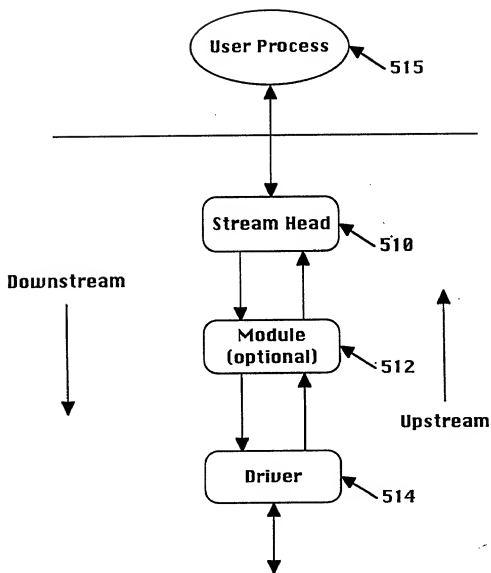 User Process
515
Stream Head
510
Downstream
Module
(optional)
512
Upstream
Driver
514